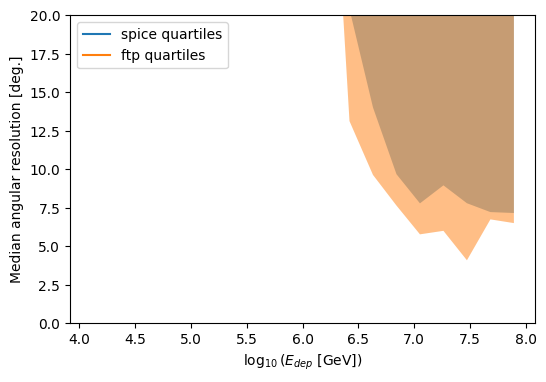 20.0
17.5
15.0
12.5
10.0
7.5
5.0
2.5
0.0
Median angular resolution [deg.]
spice quartiles
ftp quartiles
4.0 4.5 5.0 5.5 6.0 6.5 7.0 7.5 8.0
log₁₀(E_dep [GeV])